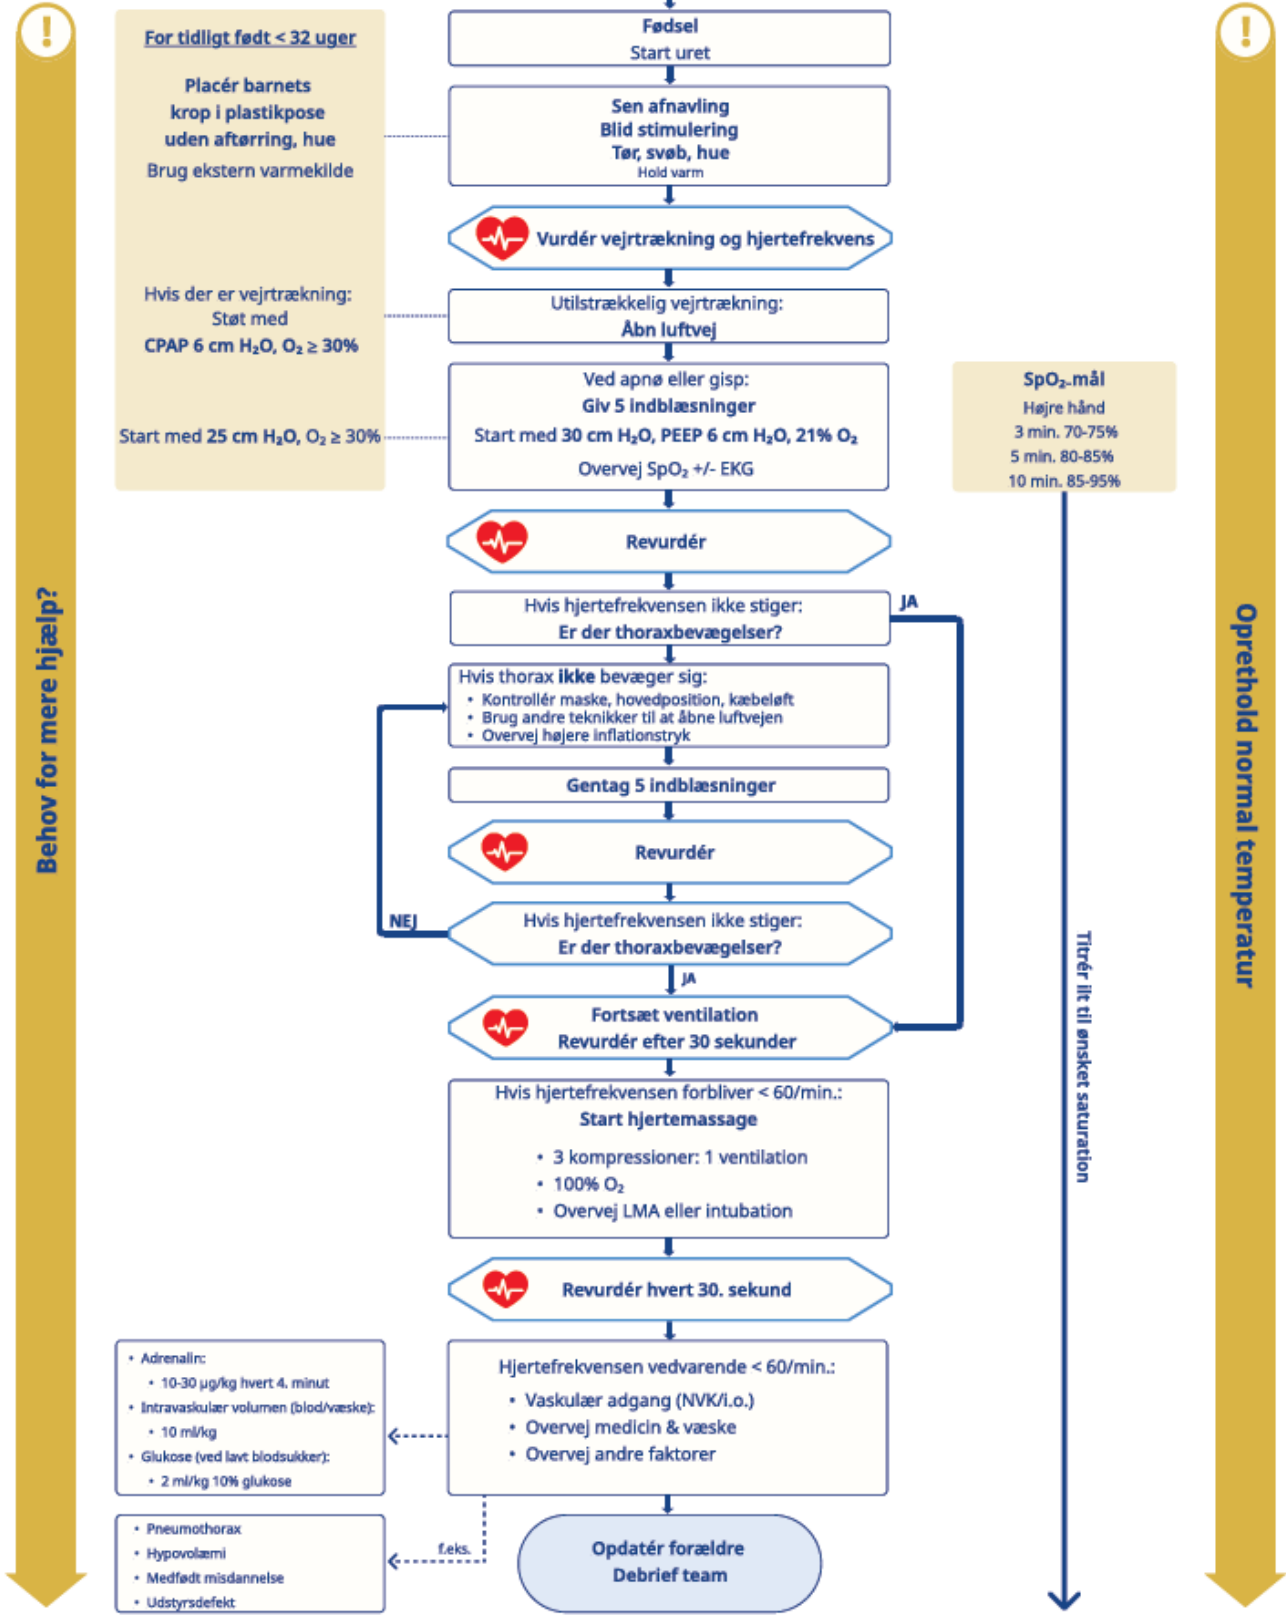 !
!
For tidligt født < 32 uger
Placér barnets
krop i plastikpose
uden aftørring, hue
Brug ekstern varmekilde
Hvis der er vejrtrækning:
Støt med
CPAP 6 cm H₂O, O₂ ≥ 30%
Start med 25 cm H₂O, O₂ ≥ 30%
Fødsel
Start uret
Sen afnavling
Blid stimulering
Tør, svøb, hue
Hold varm
Vurdér vejrtrækning og hjertefrekvens
Utilstrækkelig vejrtrækning:
Åbn luftvej
Ved apnø eller gisp:
Giv 5 indblæsninger
Start med 30 cm H₂O, PEEP 6 cm H₂O, 21% O₂
Overvej SpO₂ +/- EKG
SpO₂-mål
Højre hånd
3 min. 70-75%
5 min. 80-85%
10 min. 85-95%
Revurdér
Hvis hjertefrekvensen ikke stiger:
Er der thoraxbevægelser?
JA
Hvis thorax ikke bevæger sig:
• Kontrollér maske, hovedposition, kæbeløft
• Brug andre teknikker til at åbne luftvejen
• Overvej højere inflationstryk
Gentag 5 indblæsninger
Revurdér
Hvis hjertefrekvensen ikke stiger:
Er der thoraxbevægelser?
NEJ
JA
Fortsæt ventilation
Revurdér efter 30 sekunder
Hvis hjertefrekvensen forbliver < 60/min.:
Start hjertemassage
• 3 kompressioner: 1 ventilation
• 100% O₂
• Overvej LMA eller intubation
Revurdér hvert 30. sekund
Hjertefrekvensen vedvarende < 60/min.:
• Vaskulær adgang (NVK/i.o.)
• Overvej medicin & væske
• Overvej andre faktorer
• Adrenalin:
• 10-30 µg/kg hvert 4. minut
• Intravaskulær volumen (blod/væske):
• 10 ml/kg
• Glukose (ved lavt blodsukker):
• 2 ml/kg 10% glukose
f.eks.
• Pneumothorax
• Hypovolæmi
• Medfødt misdannelse
• Udstyrsdefekt
Opdatér forældre
Debrief team
Behov for mere hjælp?
Titrér ilt til ønsket saturation
Oprethold normal temperatur